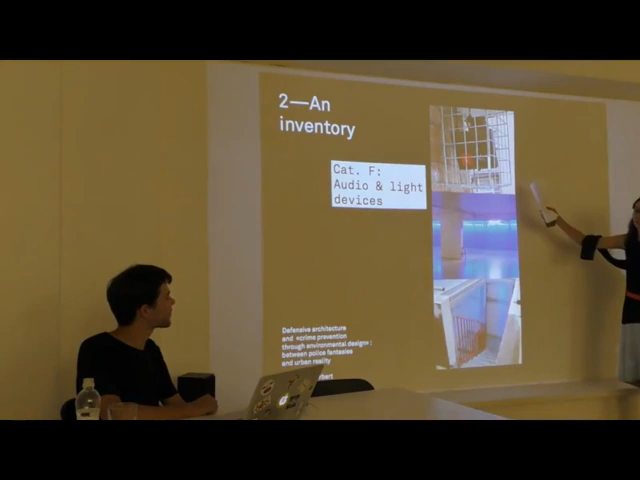 2—An
inventory
Cat. F:
Audio & light
devices
Defensive architecture
and «crime prevention
through environmental design» :
between police fantasies
and urban reality